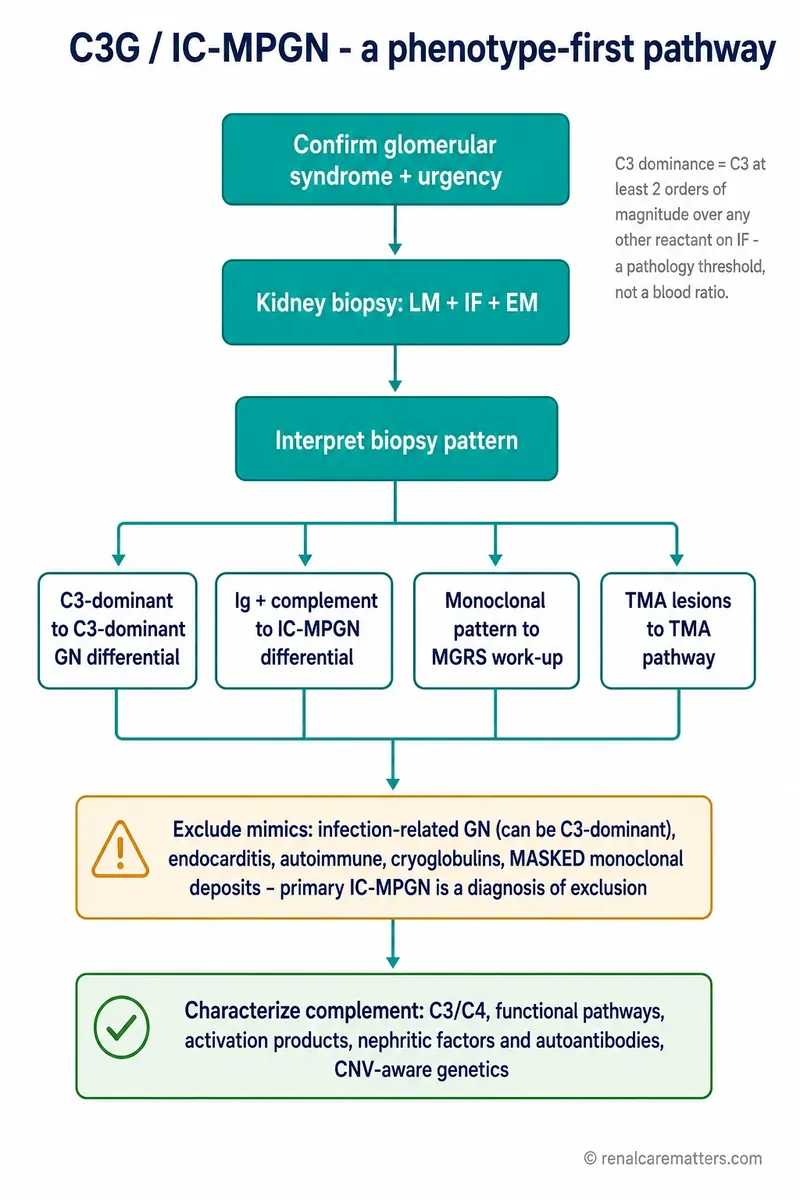 C3G / IC-MPGN - a phenotype-first pathway
Confirm glomerular
syndrome + urgency
C3 dominance = C3 at
least 2 orders of
magnitude over any
other reactant on IF -
a pathology threshold,
not a blood ratio.
Kidney biopsy: LM + IF + EM
Interpret biopsy pattern
C3-dominant
to C3-dominant
GN differential
Ig + complement
to IC-MPGN
differential
Monoclonal
pattern to
MGRS work-up
TMA lesions
to TMA
pathway
Exclude mimics: infection-related GN (can be C3-dominant),
endocarditis, autoimmune, cryoglobulins, MASKED monoclonal
deposits – primary IC-MPGN is a diagnosis of exclusion
Characterize complement: C3/C4, functional pathways,
activation products, nephritic factors and autoantibodies,
CNV-aware genetics
© renalcarematters.com